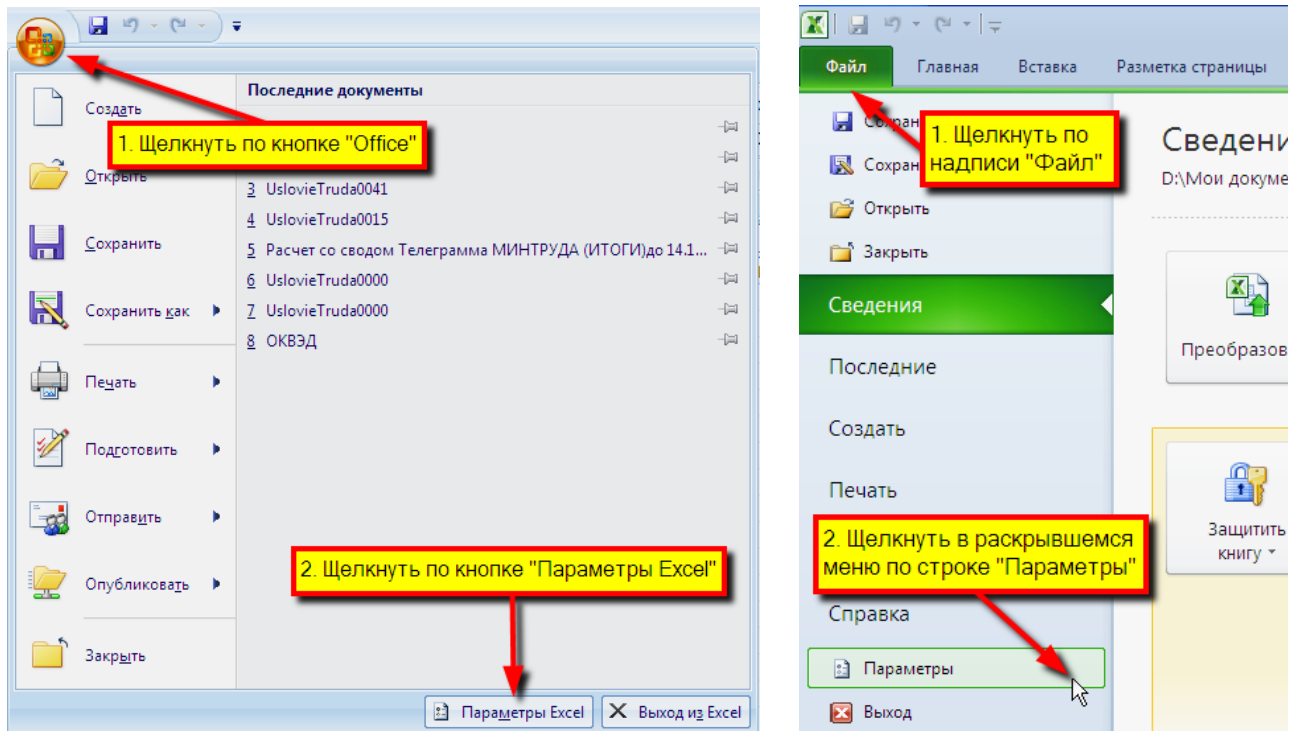 Последние документы
Создать
1. Щелкнуть по кнопке "Office"
Открыть
3 UslovieTruda0041
4 UslovieTruda0015
Сохранить
5 Расчет со сводом Телеграмма МИНТРУДА (ИТОГИ)до 14.1...
6 UslovieTruda0000
Сохранить как
7 UslovieTruda0000
8 ОКВЭД
Печать
Подготовить
Отправить
2. Щелкнуть по кнопке "Параметры Excel"
Опубликовать
Закрыть
Параметры Excel
Выход из Excel
Файл
Главная
Вставка
Разметка страницы
1. Щелкнуть по
надписи "Файл"
Открыть
Закрыть
Сведения
Последние
Создать
Печать
2. Щелкнуть в раскрывшемся
меню по строке "Параметры"
Справка
Параметры
Выход
Сведени
D:\Мои докуме
Преобразов
Защитить
книгу